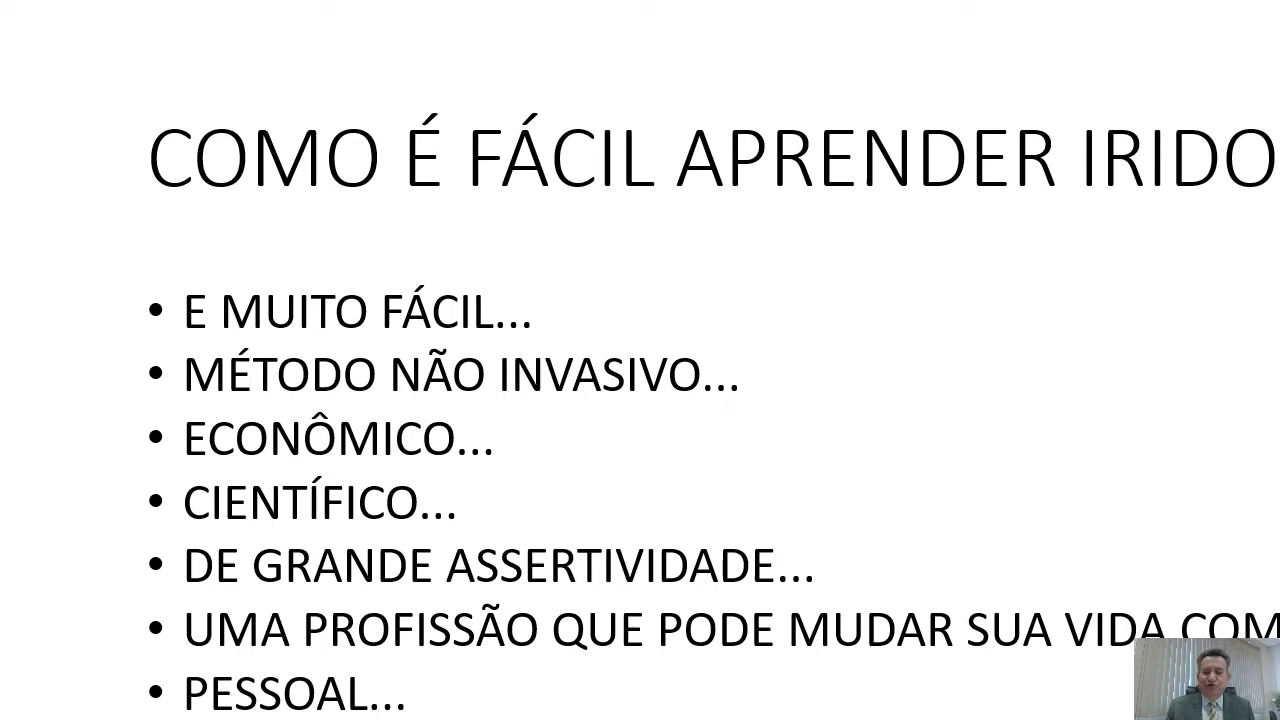 COMO É FÁCIL APRENDER IRIDO
• E MUITO FÁCIL...
• MÉTODO NÃO INVASIVO...
• ECONÔMICO...
• CIENTÍFICO...
• DE GRANDE ASSERTIVIDADE...
• UMA PROFISSÃO QUE PODE MUDAR SUA VIDA COM
• PESSOAL...